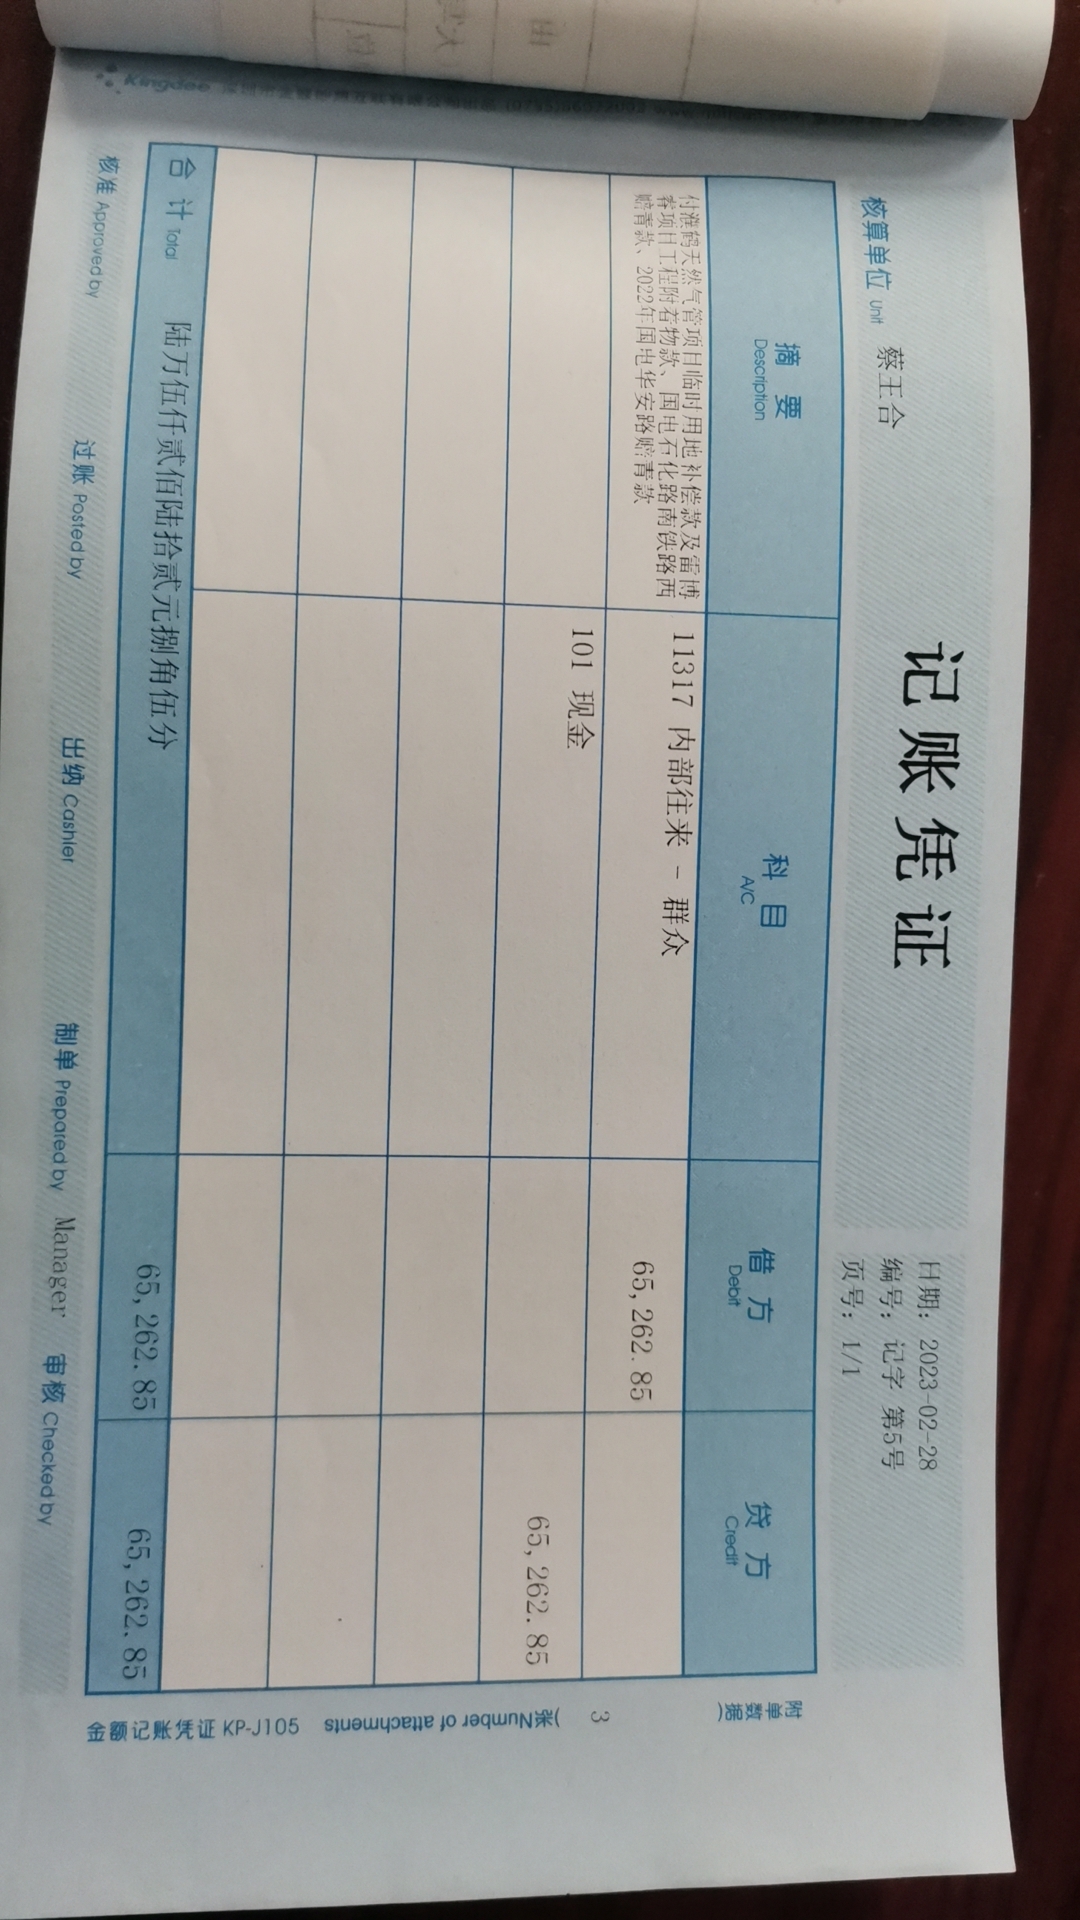 Kingdee
记账凭证
日期: 2023-02-28
编号: 记字 第5号
核算单位 Unit 蔡王合
页号: 1/1
摘 要 Description 科 目 A/C 借 方 Debit 贷 方 Credit
付濮鹤天然气管项目临时用地补偿款及雷博
睿项目工程附着物款、国电石化路南铁路西
赔青款、2022年国电华安路赔青款
11317 内部往来 - 群众 65,262.85
101 现金 65,262.85
合 计 Total 陆万伍仟贰佰陆拾贰元捌角伍分 65,262.85 65,262.85
核准 Approved by 过账 Posted by 出纳 Cashier 制单 Prepared by Manager 审核 Checked by
附单
数据)
3
张(Number of attachments
金额记账凭证 KP-J105